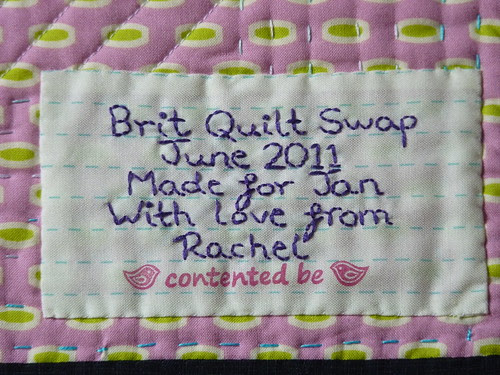 Brit Quilt Swap
June 2011
Made for Jan
With love from
Rachel
contented be